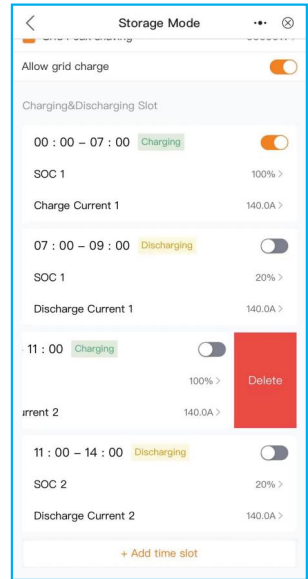 Storage Mode
Allow grid charge
Charging&Discharging Slot
00 : 00 – 07 : 00 Charging
SOC 1 100% >
Charge Current 1 140.0A >
07 : 00 – 09 : 00 Discharging
SOC 1 20% >
Discharge Current 1 140.0A >
11 : 00 Charging
100% > Delete
urrent 2 140.0A >
11 : 00 – 14 : 00 Discharging
SOC 2 20% >
Discharge Current 2 140.0A >
+ Add time slot